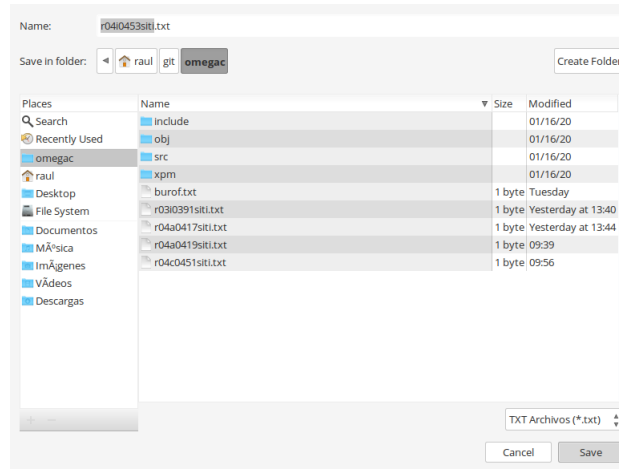 Name: r04i0453siti.txt
Save in folder: raul git omegac Create Folder
Places Name Size Modified
Search include 01/16/20
Recently Used obj 01/16/20
omegac src 01/16/20
raul xpm 01/16/20
Desktop burof.txt 1 byte Tuesday
File System r03i0391siti.txt 1 byte Yesterday at 13:40
Documentos r04a0417siti.txt 1 byte Yesterday at 13:44
MÃºsica r04a0419siti.txt 1 byte 09:39
ImÃ¡genes r04c0451siti.txt 1 byte 09:56
VÃdeos
Descargas
TXT Archivos (*.txt)
Cancel Save